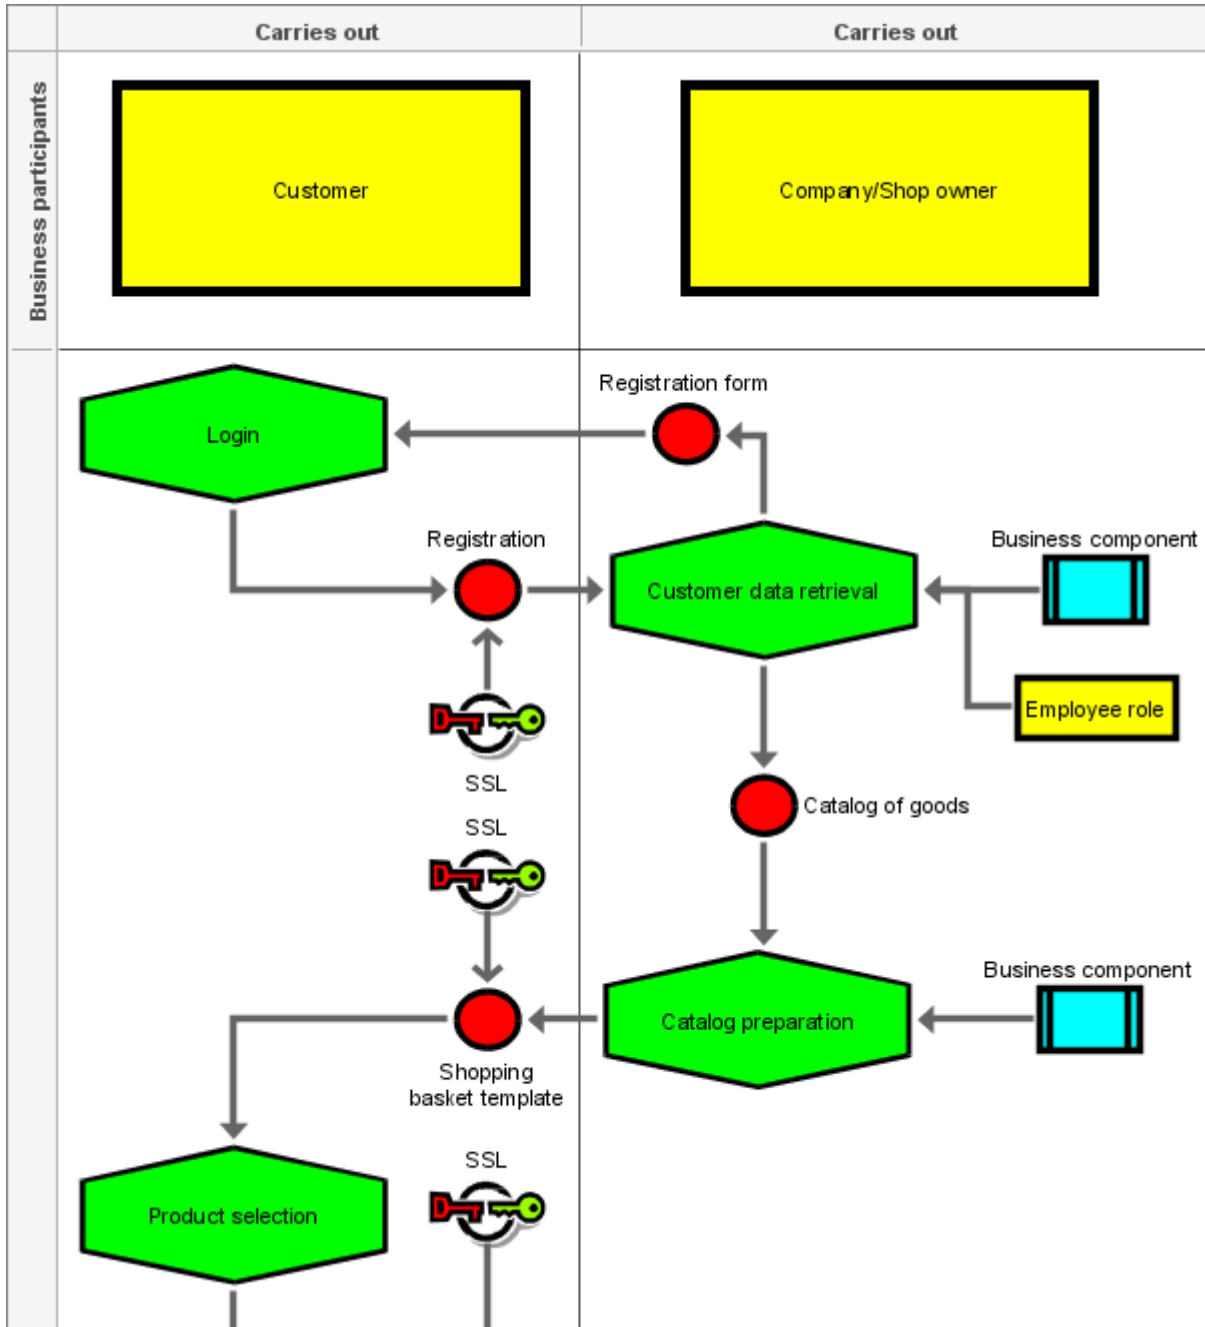 Carries out
Carries out
Business participants
Customer
Company/Shop owner
Registration form
Login
Registration
Business component
Customer data retrieval
Employee role
SSL
Catalog of goods
SSL
Business component
Catalog preparation
Shopping
basket template
SSL
Product selection